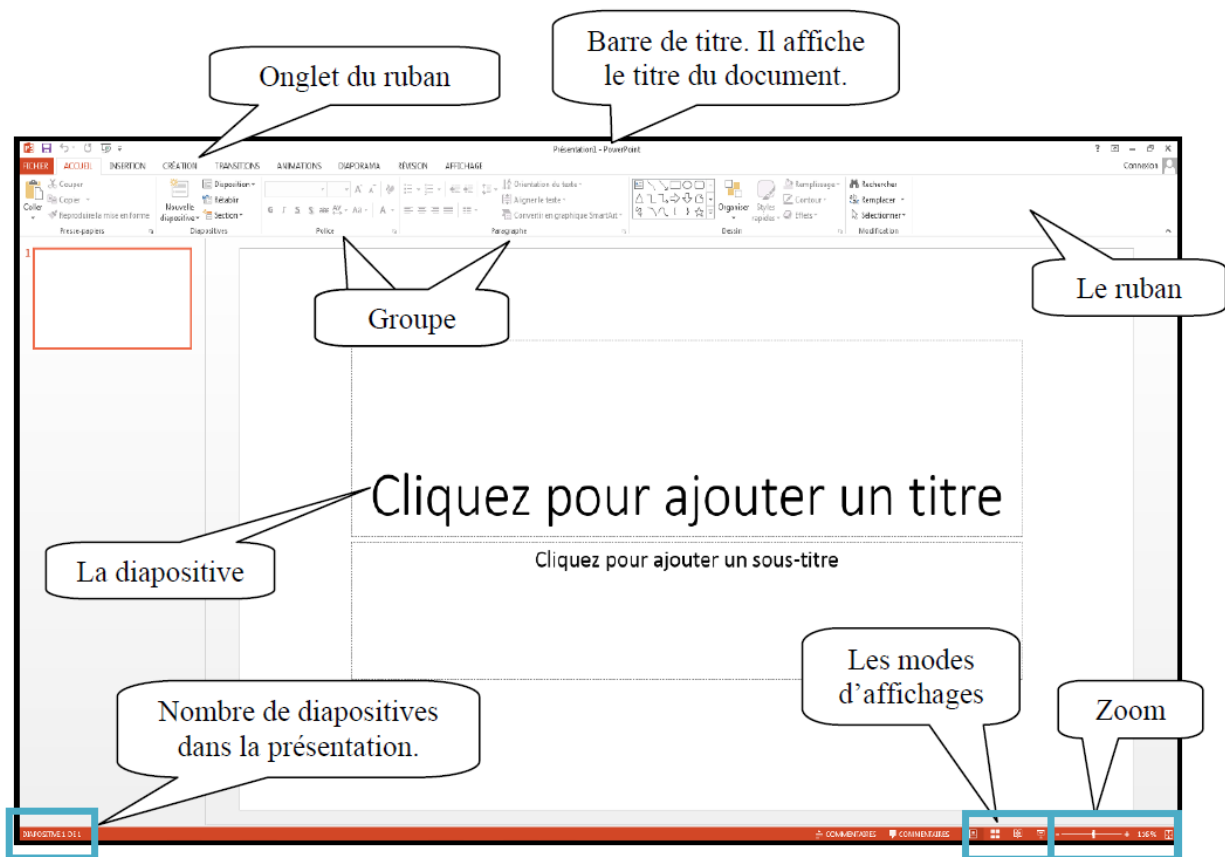 Barre de titre. Il affiche
le titre du document.
Onglet du ruban
Présentation1 - PowerPoint
?
FICHIER ACCUEIL INSERTION CRÉATION TRANSITIONS ANIMATIONS DIAPORAMA RÉVISION AFFICHAGE Connexion
Coller
Couper
Copier
Reproduire la mise en forme
Presse-papiers
Nouvelle
diapositive
Disposition
Rétablir
Section
Diapositives
G I S S abc AV Aa A
Police
Orientation du texte
Aligner le texte
Convertir en graphique SmartArt
Paragraphe
Organiser
Styles
rapides
Remplissage
Contour
Effets
Dessin
Rechercher
Remplacer
Sélectionner
Modification
1
Groupe
Le ruban
Cliquez pour ajouter un titre
La diapositive
Cliquez pour ajouter un sous-titre
Les modes
d’affichages
Nombre de diapositives
dans la présentation.
Zoom
DIAPOSITIVE 1 DE 1 COMMENTAIRES COMMENTAIRES - + 116%